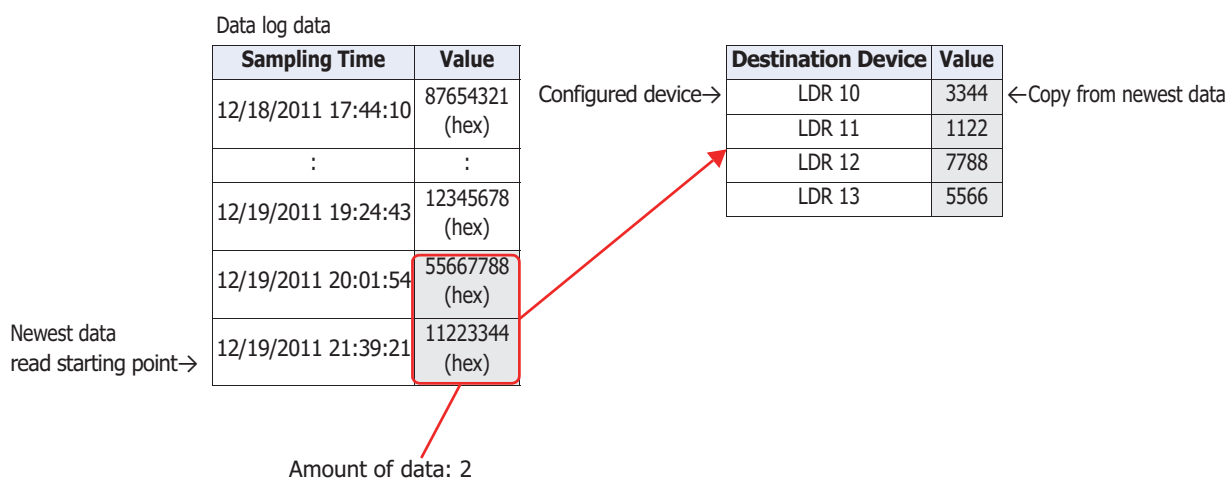 Data log data
Sampling Time Value
12/18/2011 17:44:10 87654321
(hex)
: :
12/19/2011 19:24:43 12345678
(hex)
12/19/2011 20:01:54 55667788
(hex)
Newest data
read starting point→ 12/19/2011 21:39:21 11223344
(hex)
Amount of data: 2
Destination Device Value
Configured device→ LDR 10 3344 ←Copy from newest data
LDR 11 1122
LDR 12 7788
LDR 13 5566